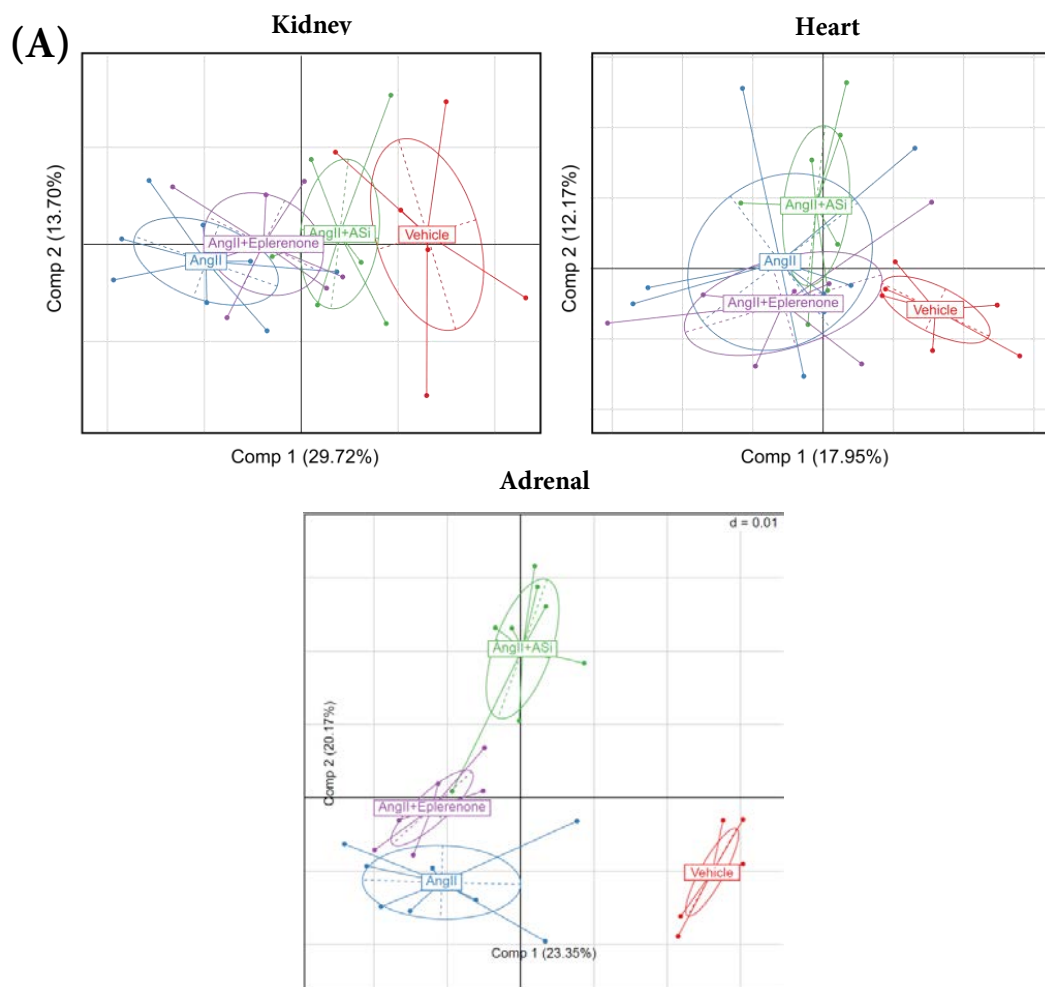 (A)
Kidney
Comp 2 (13.70%)
AngII+Eplerenone
AngII
AngII+ASi
Vehicle
Comp 1 (29.72%)
Heart
Comp 2 (12.17%)
AngII+ASi
AngII
AngII+Eplerenone
Vehicle
Comp 1 (17.95%)
Adrenal
d = 0.01
Comp 2 (20.17%)
AngII+ASi
AngII+Eplerenone
AngII
Vehicle
Comp 1 (23.35%)